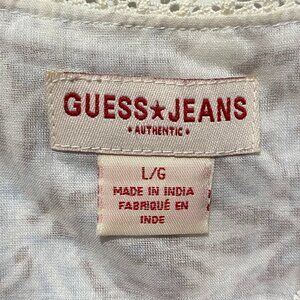 GUESS★JEANS
• AUTHENTIC •
L/G
MADE IN INDIA
FABRIQUÉ EN
INDE